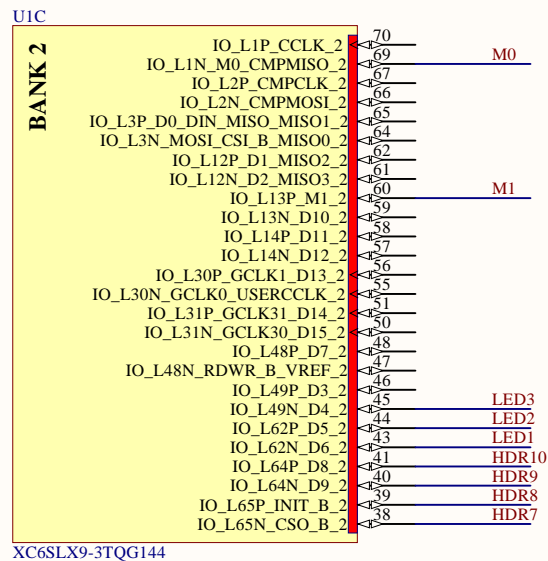 U1C
BANK 2
IO_L1P_CCLK_2 70
IO_L1N_M0_CMPMISO_2 69 M0
IO_L2P_CMPCLK_2 67
IO_L2N_CMPMOSI_2 66
IO_L3P_D0_DIN_MISO_MISO1_2 65
IO_L3N_MOSI_CSI_B_MISO0_2 64
IO_L12P_D1_MISO2_2 62
IO_L12N_D2_MISO3_2 61
IO_L13P_M1_2 60 M1
IO_L13N_D10_2 59
IO_L14P_D11_2 58
IO_L14N_D12_2 57
IO_L30P_GCLK1_D13_2 56
IO_L30N_GCLK0_USERCCLK_2 55
IO_L31P_GCLK31_D14_2 51
IO_L31N_GCLK30_D15_2 50
IO_L48P_D7_2 48
IO_L48N_RDWR_B_VREF_2 47
IO_L49P_D3_2 46
IO_L49N_D4_2 45 LED3
IO_L62P_D5_2 44 LED2
IO_L62N_D6_2 43 LED1
IO_L64P_D8_2 41 HDR10
IO_L64N_D9_2 40 HDR9
IO_L65P_INIT_B_2 39 HDR8
IO_L65N_CSO_B_2 38 HDR7
XC6SLX9-3TQG144